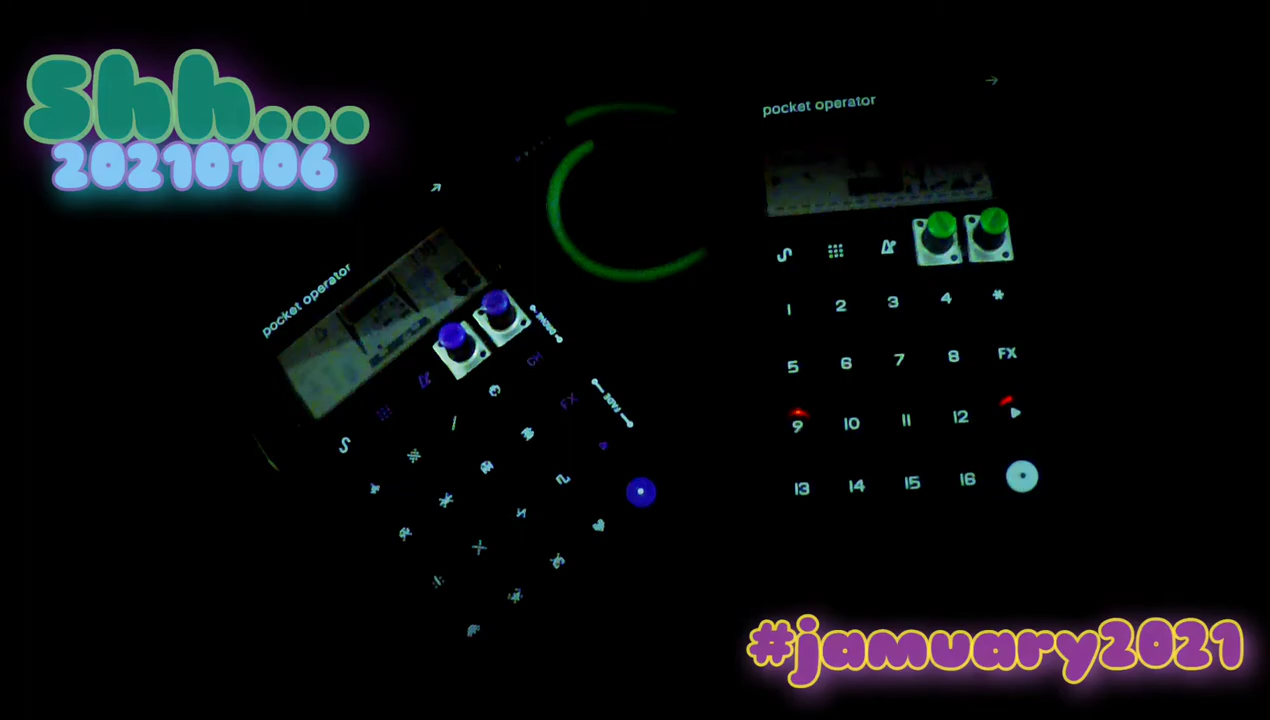 Shh...
20210106
pocket operator
pocket operator
FX
1 2 3 4 *
5 6 7 8 FX
9 10 11 12
13 14 15 16
#jamuary2021